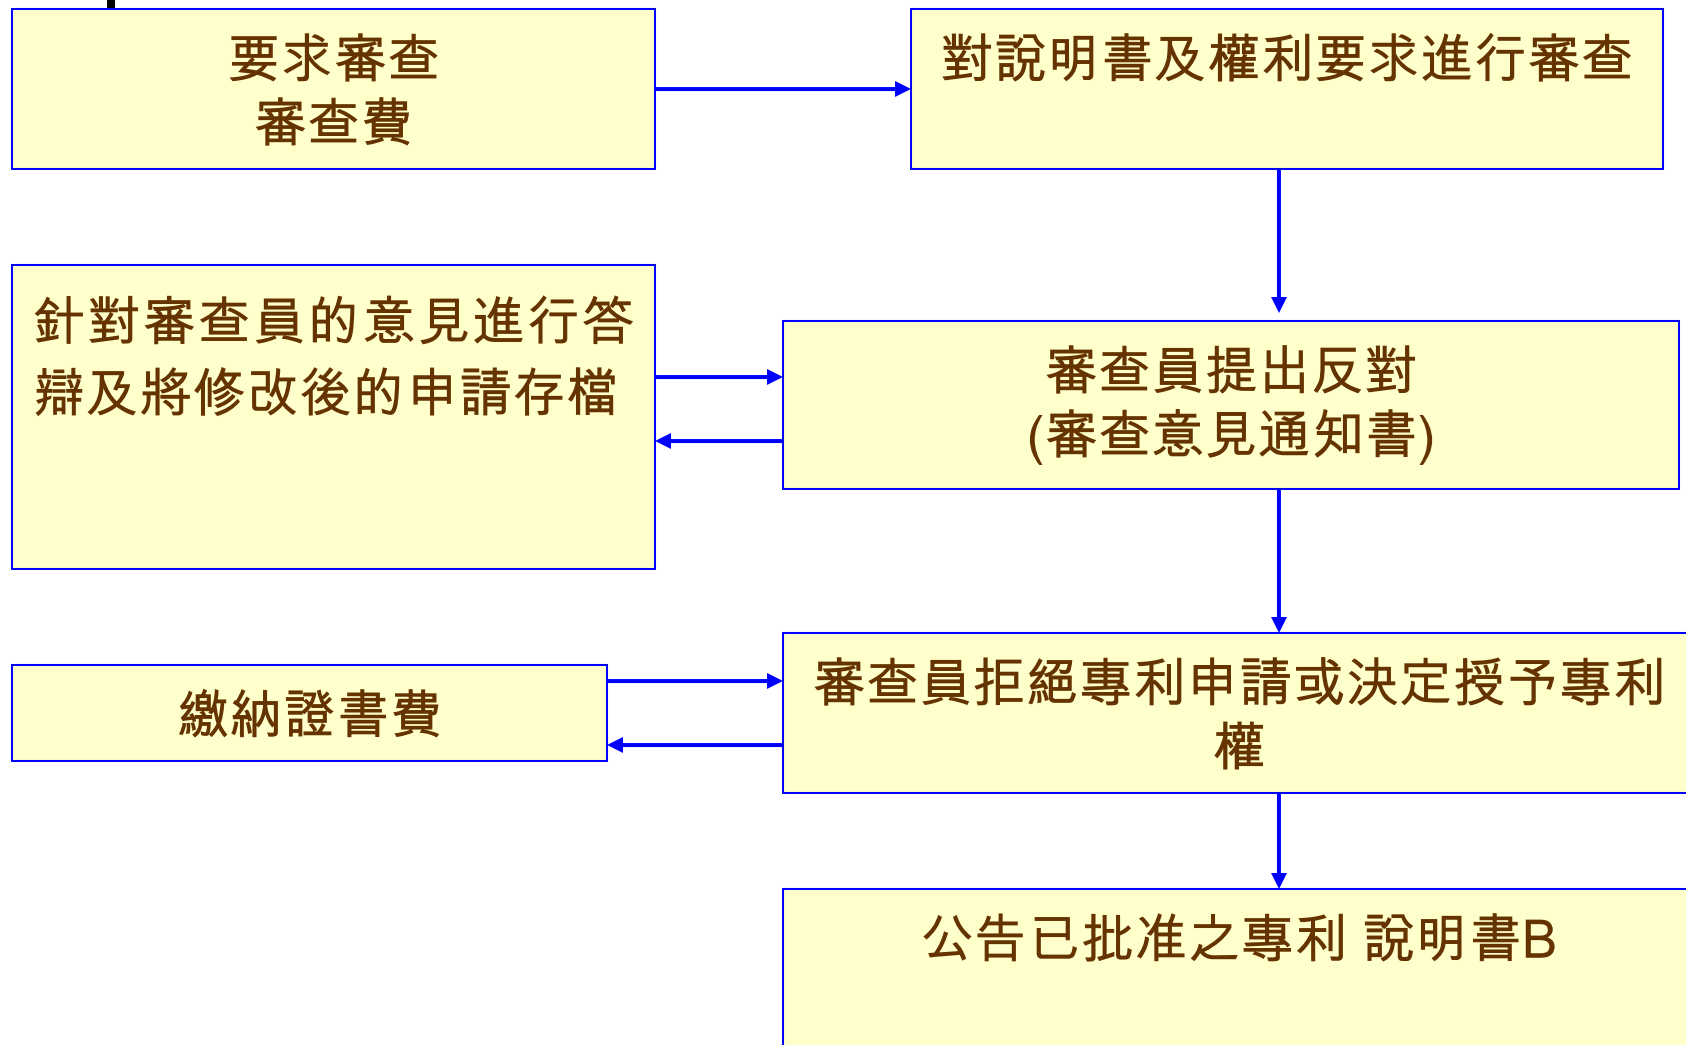 要求審查
審查費
對說明書及權利要求進行審查
針對審查員的意見進行答
辯及將修改後的申請存檔
審查員提出反對
(審查意見通知書)
繳納證書費
審查員拒絕專利申請或決定授予專利
權
公告已批准之專利 說明書B